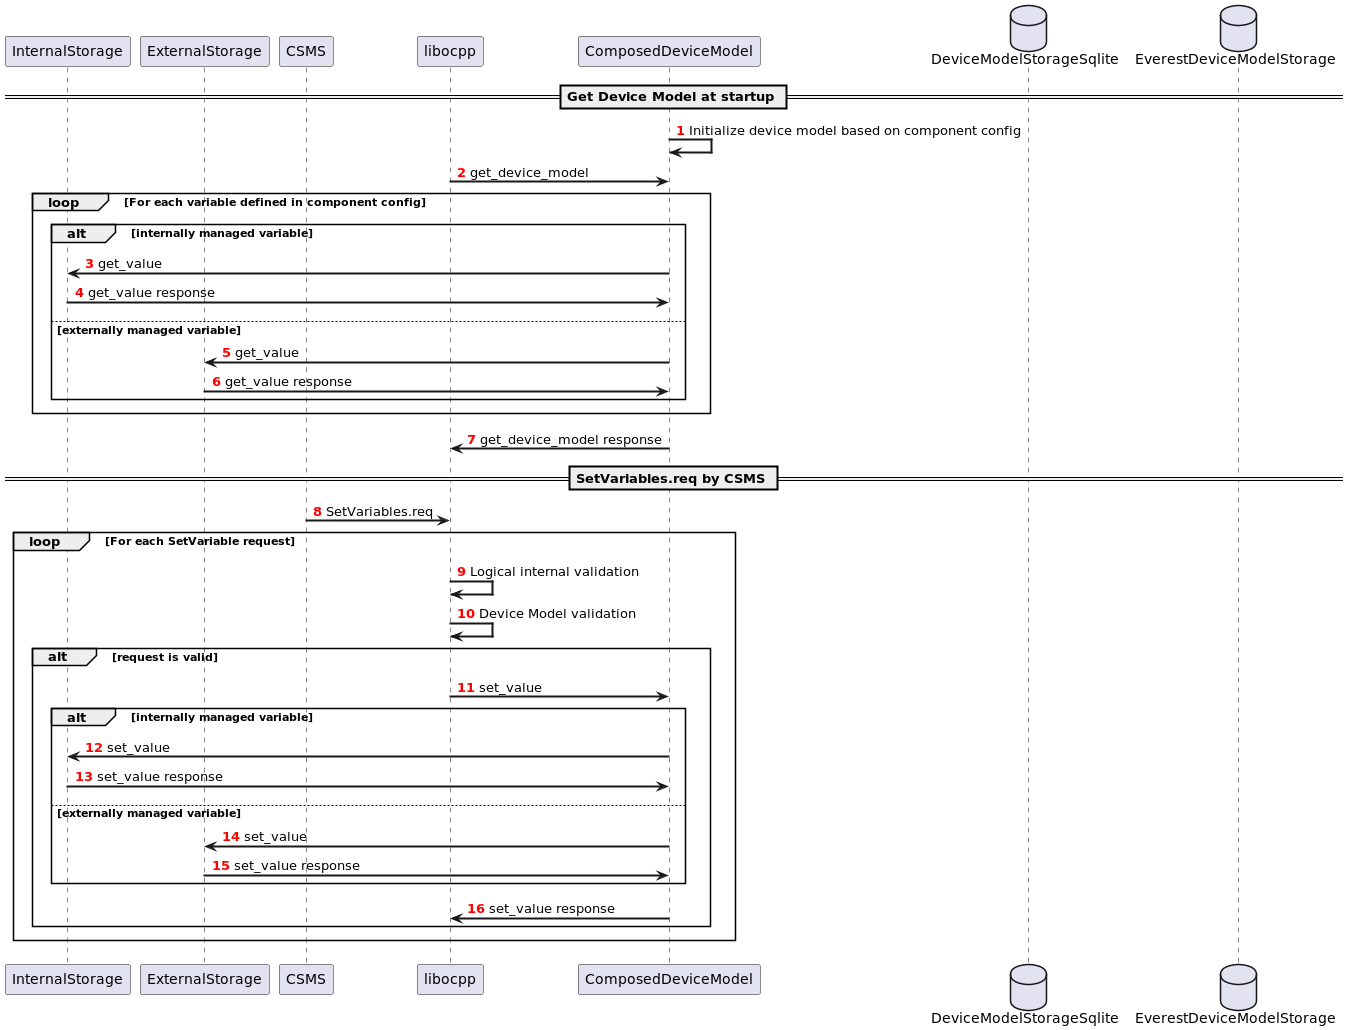 InternalStorage
ExternalStorage
CSMS
libocpp
ComposedDeviceModel
DeviceModelStorageSqlite
EverestDeviceModelStorage
Get Device Model at startup
1 Initialize device model based on component config
2 get_device_model
loop [For each variable defined in component config]
alt [internally managed variable]
3 get_value
4 get_value response
[externally managed variable]
5 get_value
6 get_value response
7 get_device_model response
SetVariables.req by CSMS
8 SetVariables.req
loop [For each SetVariable request]
9 Logical internal validation
10 Device Model validation
alt [request is valid]
11 set_value
alt [internally managed variable]
12 set_value
13 set_value response
[externally managed variable]
14 set_value
15 set_value response
16 set_value response
InternalStorage
ExternalStorage
CSMS
libocpp
ComposedDeviceModel
DeviceModelStorageSqlite
EverestDeviceModelStorage